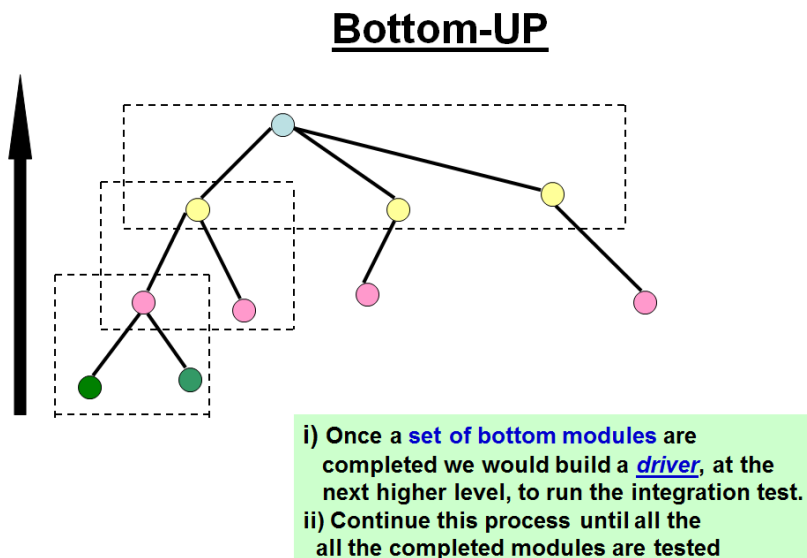 Bottom-UP
i) Once a set of bottom modules are
completed we would build a driver, at the
next higher level, to run the integration test.
ii) Continue this process until all the
all the completed modules are tested